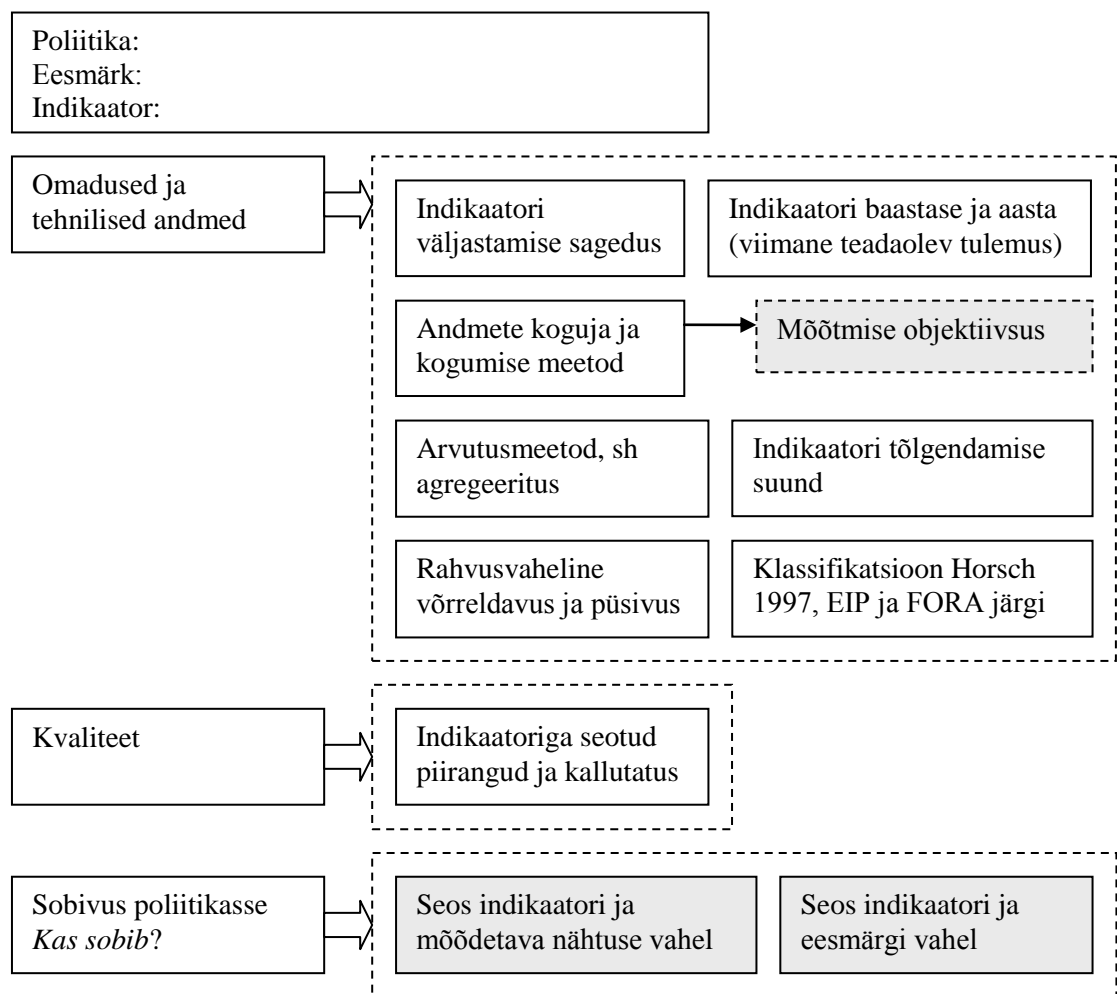 Poliitika:
Eesmärk:
Indikaator:
Omadused ja
tehnilised andmed
Indikaatori
väljastamise sagedus
Indikaatori baastase ja aasta
(viimane teadaolev tulemus)
Andmete koguja ja
kogumise meetod
Mõõtmise objektiivsus
Arvutusmeetod, sh
agregeeritus
Indikaatori tõlgendamise
suund
Rahvusvaheline
võrreldavus ja püsivus
Klassifikatsioon Horsch
1997, EIP ja FORA järgi
Kvaliteet
Indikaatoriga seotud
piirangud ja kallutatus
Sobivus poliitikasse
Kas sobib?
Seos indikaatori ja
mõõdetava nähtuse vahel
Seos indikaatori ja
eesmärgi vahel